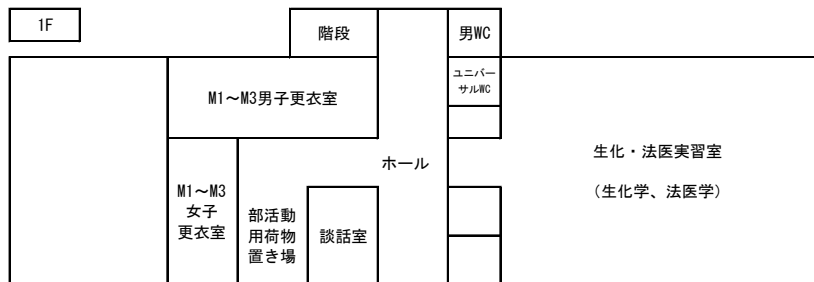 1F
階段
男WC
ユニバー
サルWC
M1～M3男子更衣室
ホール
生化・法医実習室
（生化学、法医学）
M1～M3
女子
更衣室
部活動
用荷物
置き場
談話室